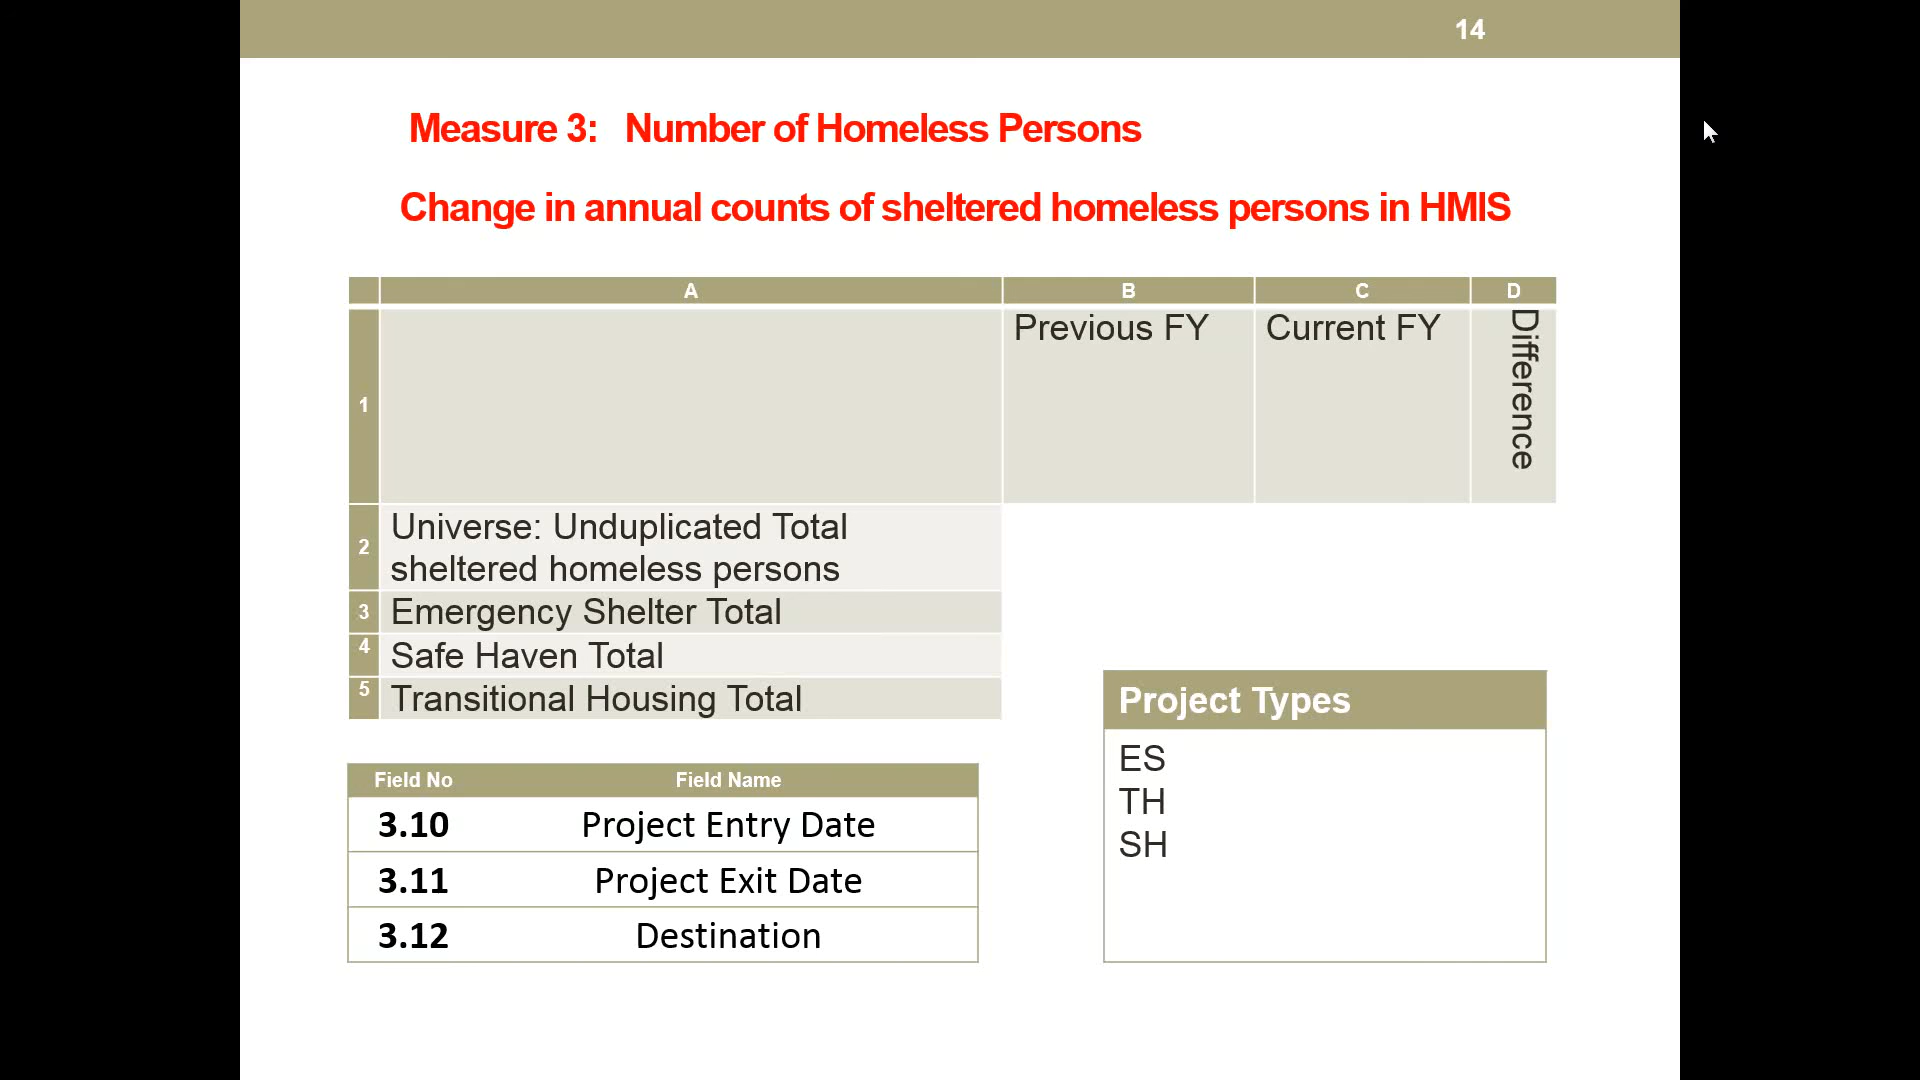 14
Measure 3: Number of Homeless Persons
Change in annual counts of sheltered homeless persons in HMIS
A B C D
1 Previous FY Current FY Difference
2 Universe: Unduplicated Total
sheltered homeless persons
3 Emergency Shelter Total
4 Safe Haven Total
5 Transitional Housing Total
Field No Field Name
3.10 Project Entry Date
3.11 Project Exit Date
3.12 Destination
Project Types
ES
TH
SH